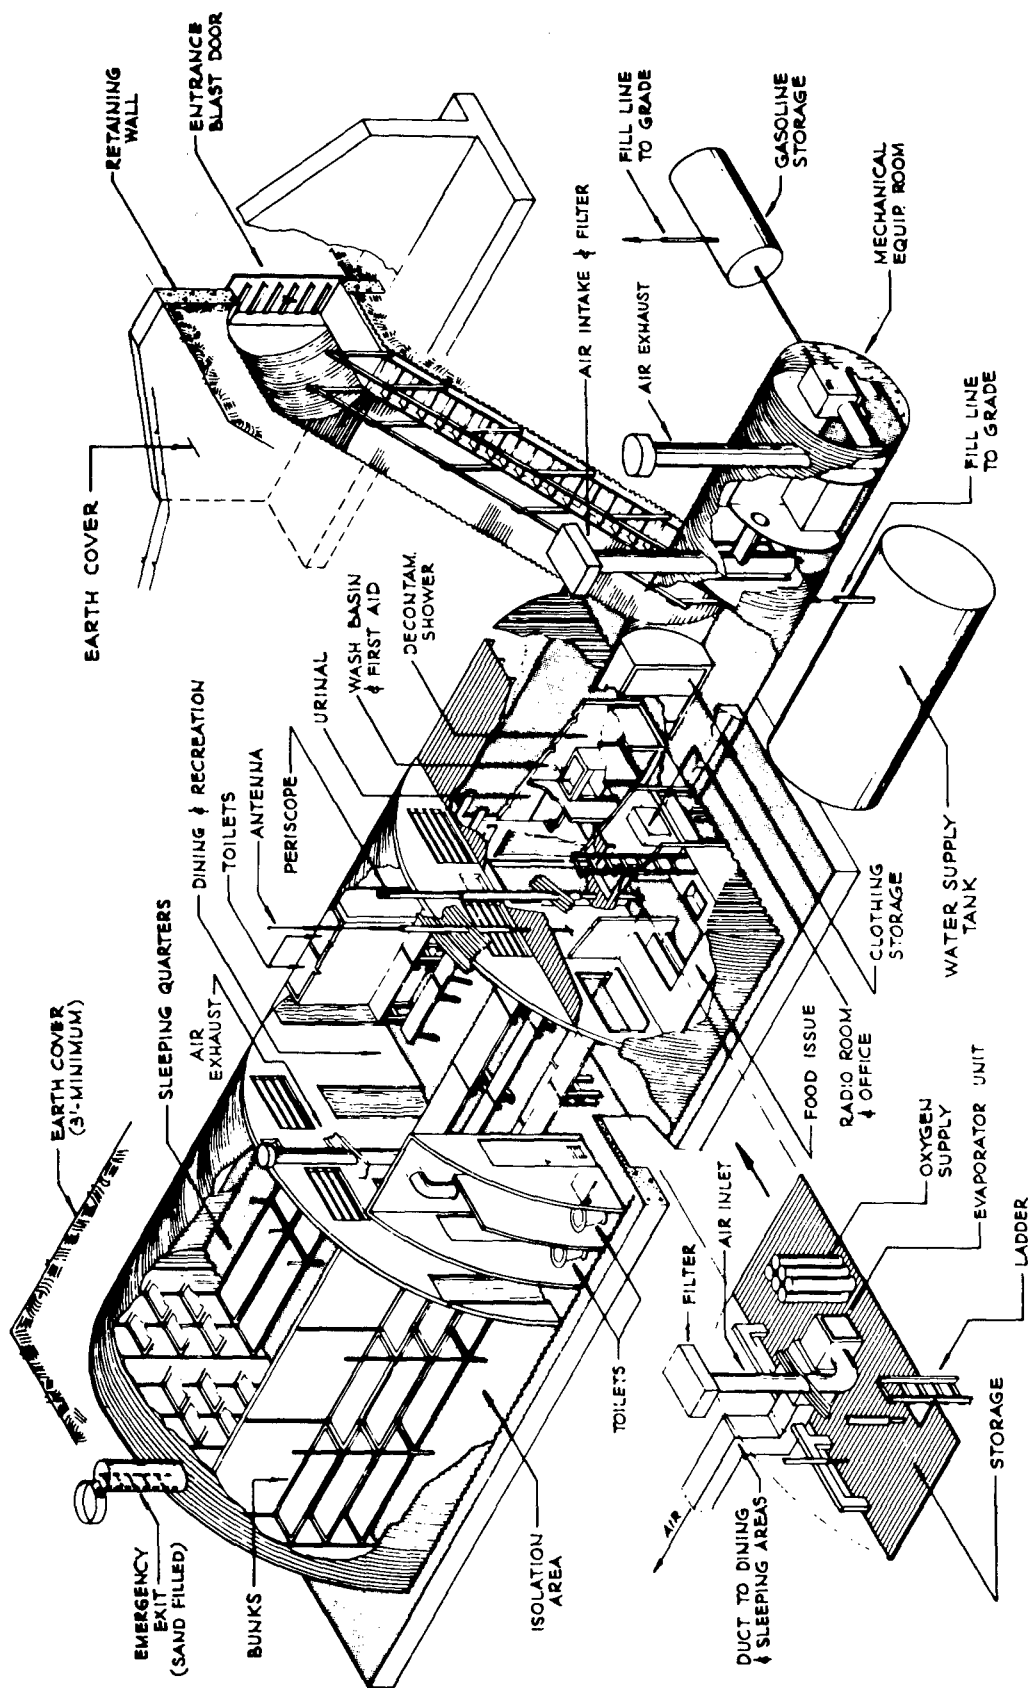 EARTH COVER
(3'-MINIMUM)
SLEEPING QUARTERS
AIR
EXHAUST
DINING & RECREATION
TOILETS
ANTENNA
PERISCOPE
URINAL
WASH BASIN
& FIRST AID
DECONTAM.
SHOWER
EARTH COVER
RETAINING
WALL
ENTRANCE
BLAST DOOR
AIR INTAKE & FILTER
AIR EXHAUST
FILL LINE
TO GRADE
GASOLINE
STORAGE
MECHANICAL
EQUIP. ROOM
FILL LINE
TO GRADE
WATER SUPPLY
TANK
CLOTHING
STORAGE
RADIO ROOM
& OFFICE
FOOD ISSUE
OXYGEN
SUPPLY
EVAPORATOR UNIT
LADDER
STORAGE
AIR INLET
FILTER
AIR
DUCT TO DINING
& SLEEPING AREAS
TOILETS
ISOLATION
AREA
BUNKS
EMERGENCY
EXIT
(SAND FILLED)